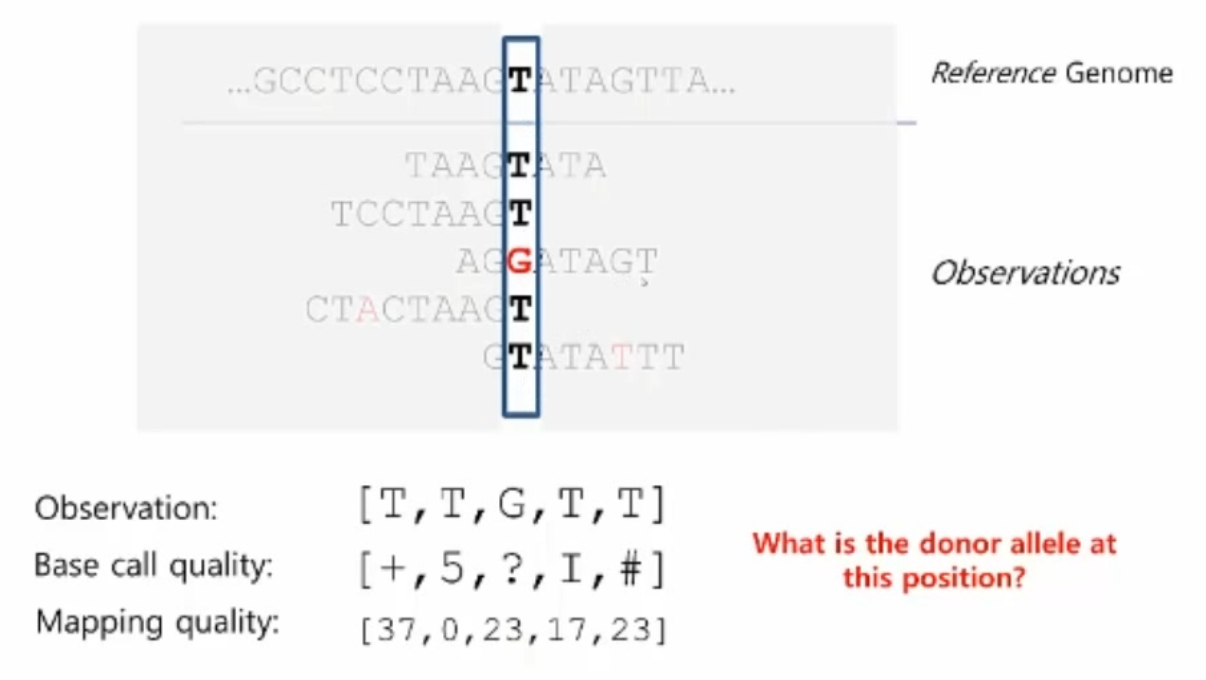 ...GCCTCCTAAGTATAGTTA...
Reference Genome
TAAGTATA
TCCTAAGT
AGGATAGT
Observations
CTACTAAGT
GTATATTT
Observation: [T,T,G,T,T]
Base call quality: [+,5,?,I,#]
Mapping quality: [37,0,23,17,23]
What is the donor allele at
this position?